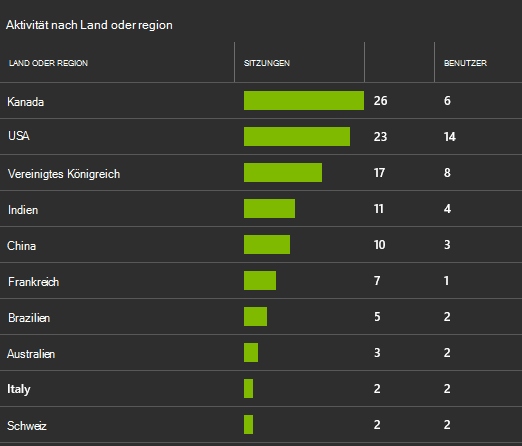 Aktivität nach Land oder region
LAND ODER REGION SITZUNGEN BENUTZER
Kanada 26 6
USA 23 14
Vereinigtes Königreich 17 8
Indien 11 4
China 10 3
Frankreich 7 1
Brazilien 5 2
Australien 3 2
Italy 2 2
Schweiz 2 2